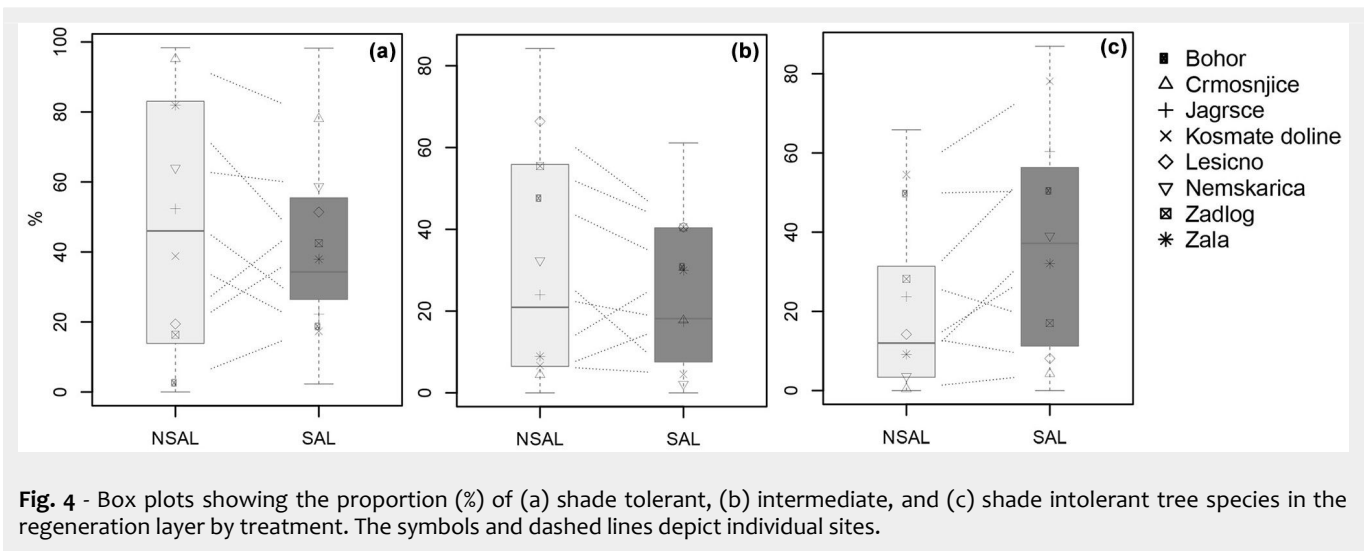 (a)
(b)
(c)
100
80
60
40
20
0
%
NSAL
SAL
80
60
40
20
0
NSAL
SAL
80
60
40
20
0
NSAL
SAL
Bohor
Crmosnjice
Jagrsce
Kosmate doline
Lesicno
Nemskarica
Zadlog
Zala
Fig. 4 - Box plots showing the proportion (%) of (a) shade tolerant, (b) intermediate, and (c) shade intolerant tree species in the
regeneration layer by treatment. The symbols and dashed lines depict individual sites.